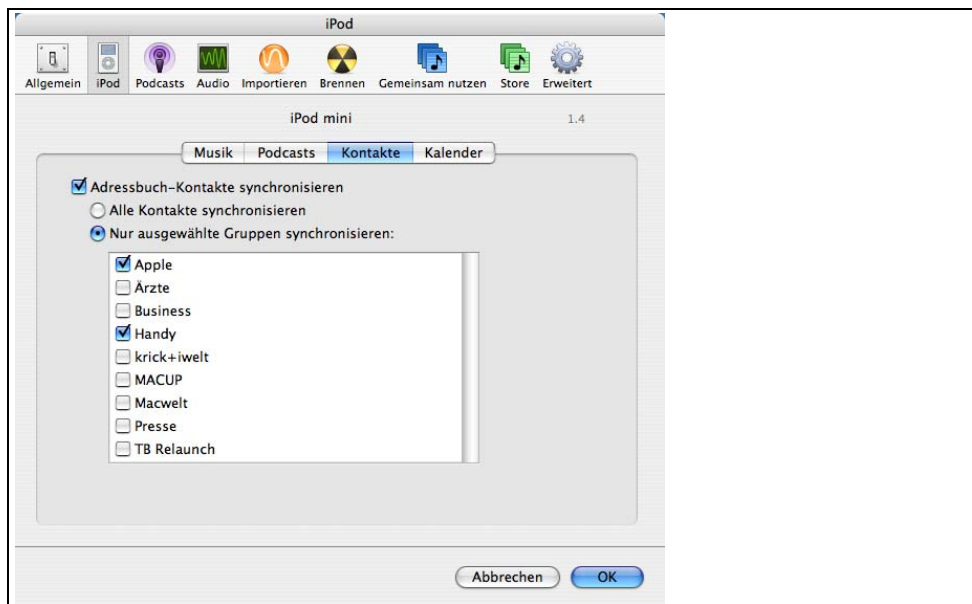 iPod
Allgemein iPod Podcasts Audio Importieren Brennen Gemeinsam nutzen Store Erweitert
iPod mini 1.4
Musik Podcasts Kontakte Kalender
Adressbuch-Kontakte synchronisieren
Alle Kontakte synchronisieren
Nur ausgewählte Gruppen synchronisieren:
Apple
Ärzte
Business
Handy
krick+iwelt
MACUP
Macwelt
Presse
TB Relaunch
Abbrechen OK